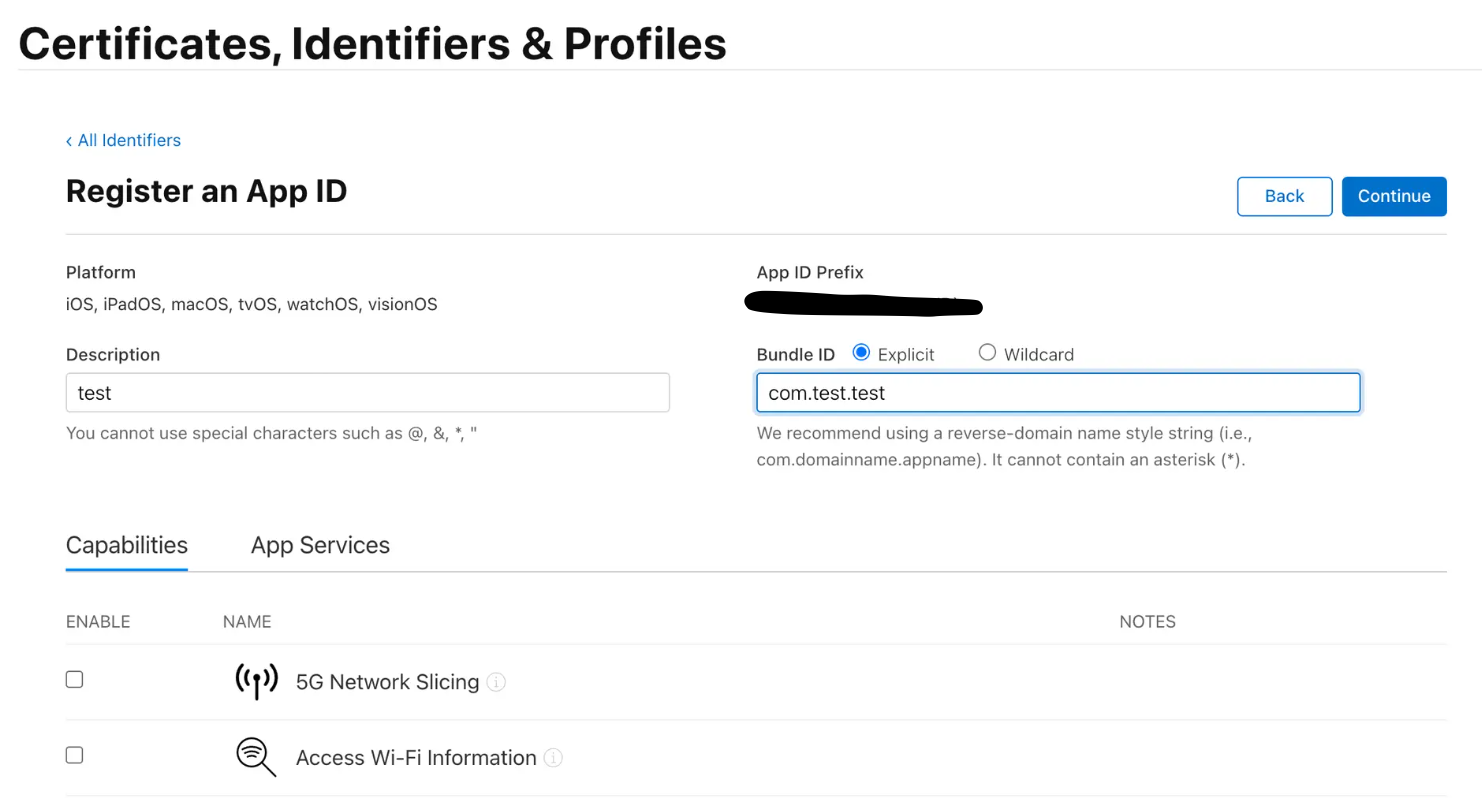 Certificates, Identifiers & Profiles
‹ All Identifiers
Register an App ID
Back
Continue
Platform
iOS, iPadOS, macOS, tvOS, watchOS, visionOS
App ID Prefix
Description
test
You cannot use special characters such as @, &, *, "
Bundle ID Explicit Wildcard
com.test.test
We recommend using a reverse-domain name style string (i.e.,
com.domainname.appname). It cannot contain an asterisk (*).
Capabilities App Services
ENABLE NAME NOTES
5G Network Slicing
Access Wi-Fi Information